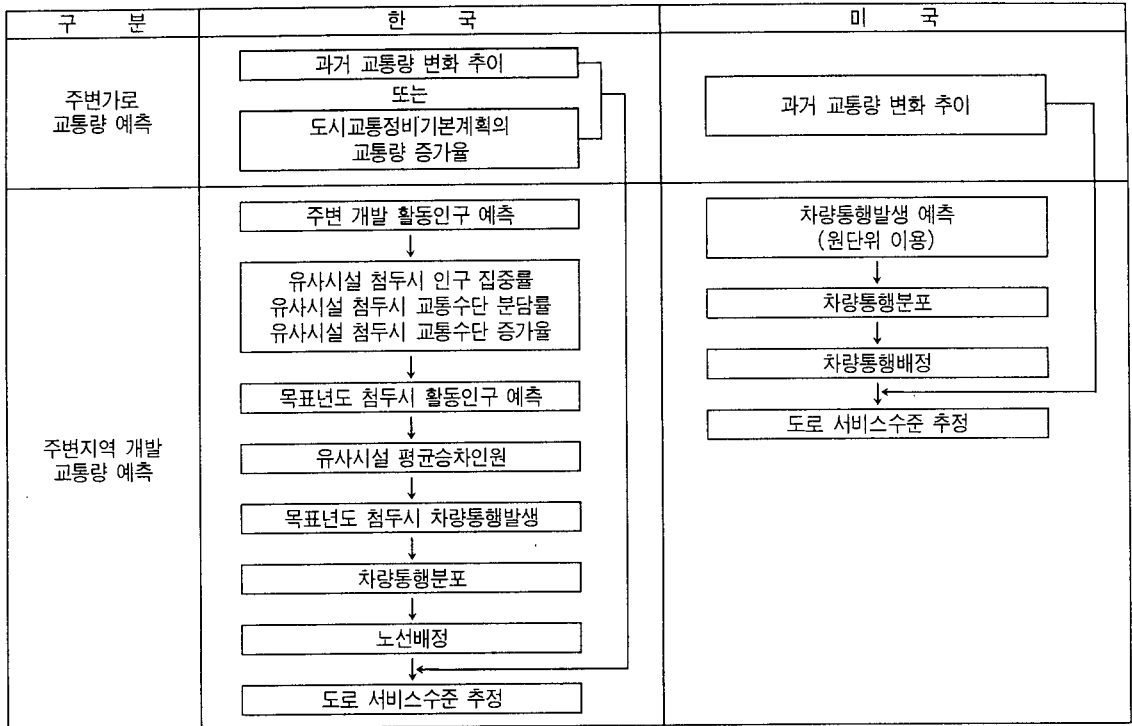 구 분
한 국
미 국
주변가로
교통량 예측
과거 교통량 변화 추이
또는
도시교통정비기본계획의
교통량 증가율
과거 교통량 변화 추이
주변지역 개발
교통량 예측
주변 개발 활동인구 예측
유사시설 첨두시 인구 집중률
유사시설 첨두시 교통수단 분담률
유사시설 첨두시 교통수단 증가율
목표년도 첨두시 활동인구 예측
유사시설 평균승차인원
목표년도 첨두시 차량통행발생
차량통행분포
노선배정
도로 서비스수준 추정
차량통행발생 예측
(원단위 이용)
차량통행분포
차량통행배정
도로 서비스수준 추정